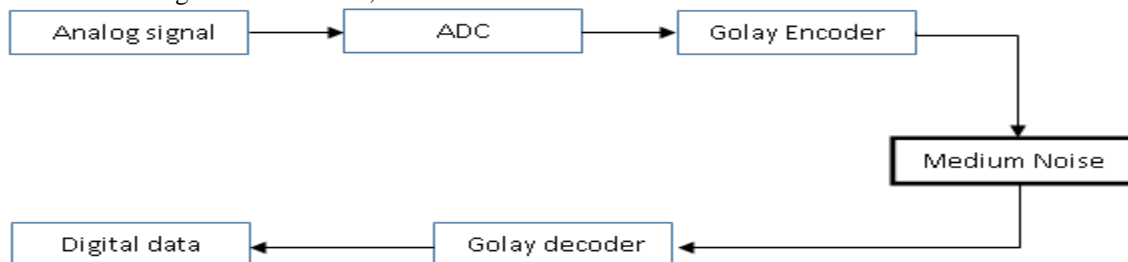 Analog signal
ADC
Golay Encoder
Medium Noise
Golay decoder
Digital data